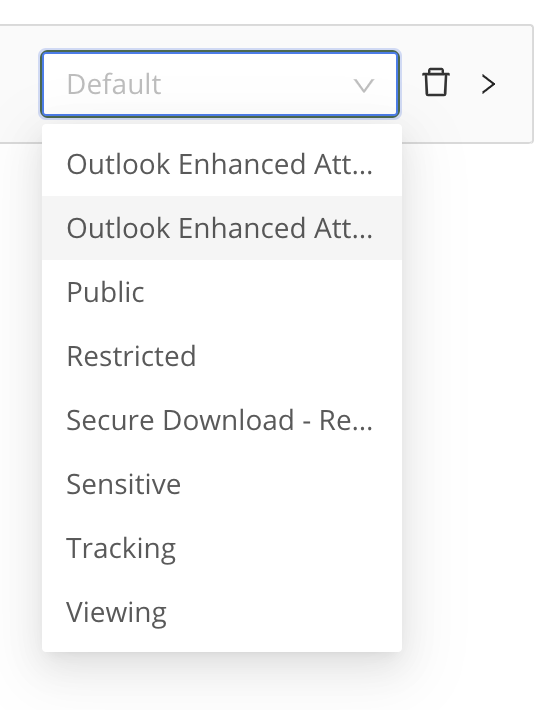 Default
Outlook Enhanced Att...
Outlook Enhanced Att...
Public
Restricted
Secure Download - Re...
Sensitive
Tracking
Viewing